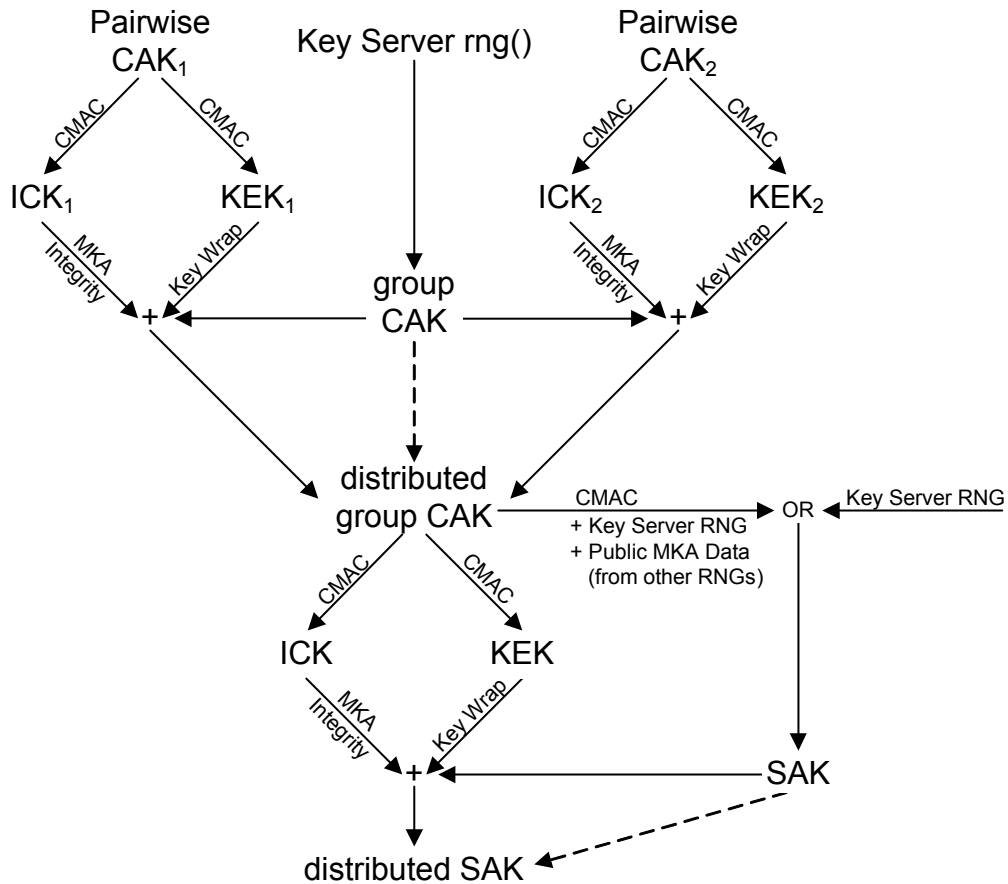 Pairwise
CAK₁
Key Server rng()
Pairwise
CAK₂
CMAC
CMAC
CMAC
CMAC
ICK₁
KEK₁
ICK₂
KEK₂
MKA
Integrity
Key Wrap
MKA
Integrity
Key Wrap
group
CAK
+
+
distributed
group CAK
CMAC
+ Key Server RNG
+ Public MKA Data
(from other RNGs)
OR
Key Server RNG
CMAC
CMAC
ICK
KEK
MKA
Integrity
Key Wrap
+
SAK
distributed SAK